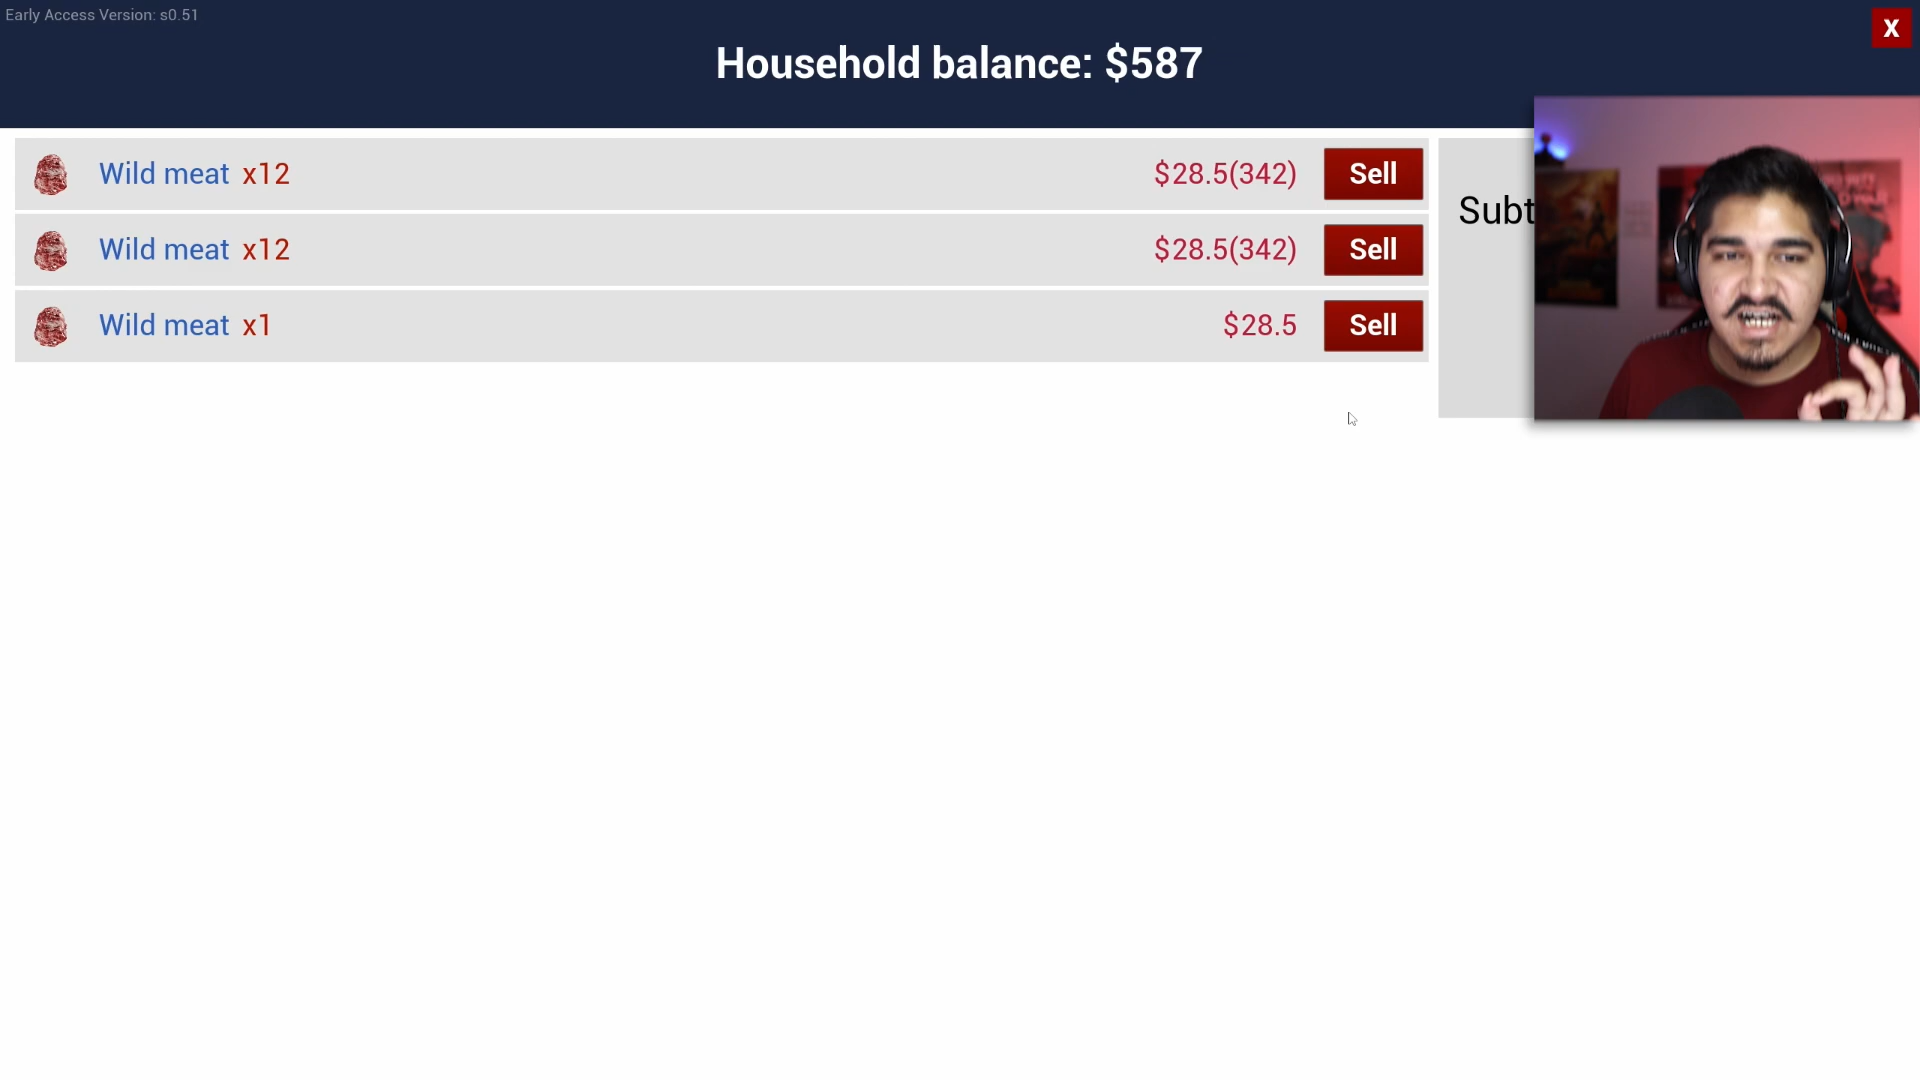 Early Access Version: s0.51
X
Household balance: $587
Wild meat x12 $28.5(342) Sell
Wild meat x12 $28.5(342) Sell
Wild meat x1 $28.5 Sell
Subt